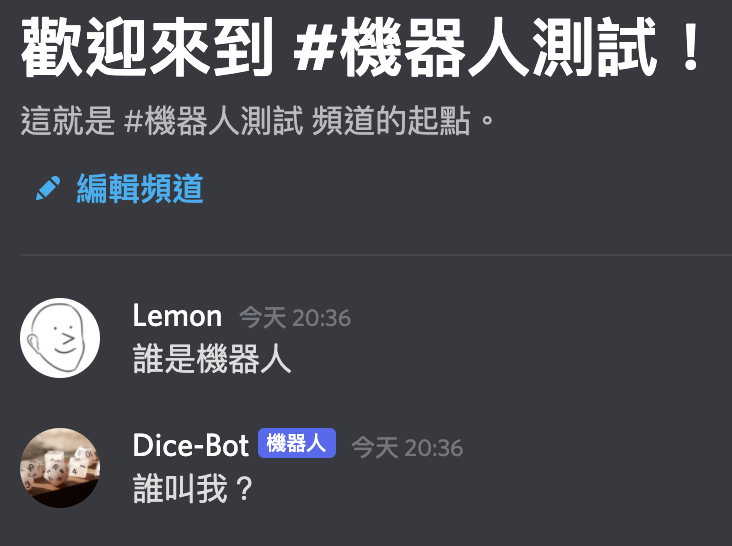 歡迎來到 #機器人測試！
這就是 #機器人測試 頻道的起點。
編輯頻道
Lemon 今天 20:36
誰是機器人
Dice-Bot 機器人 今天 20:36
誰叫我？